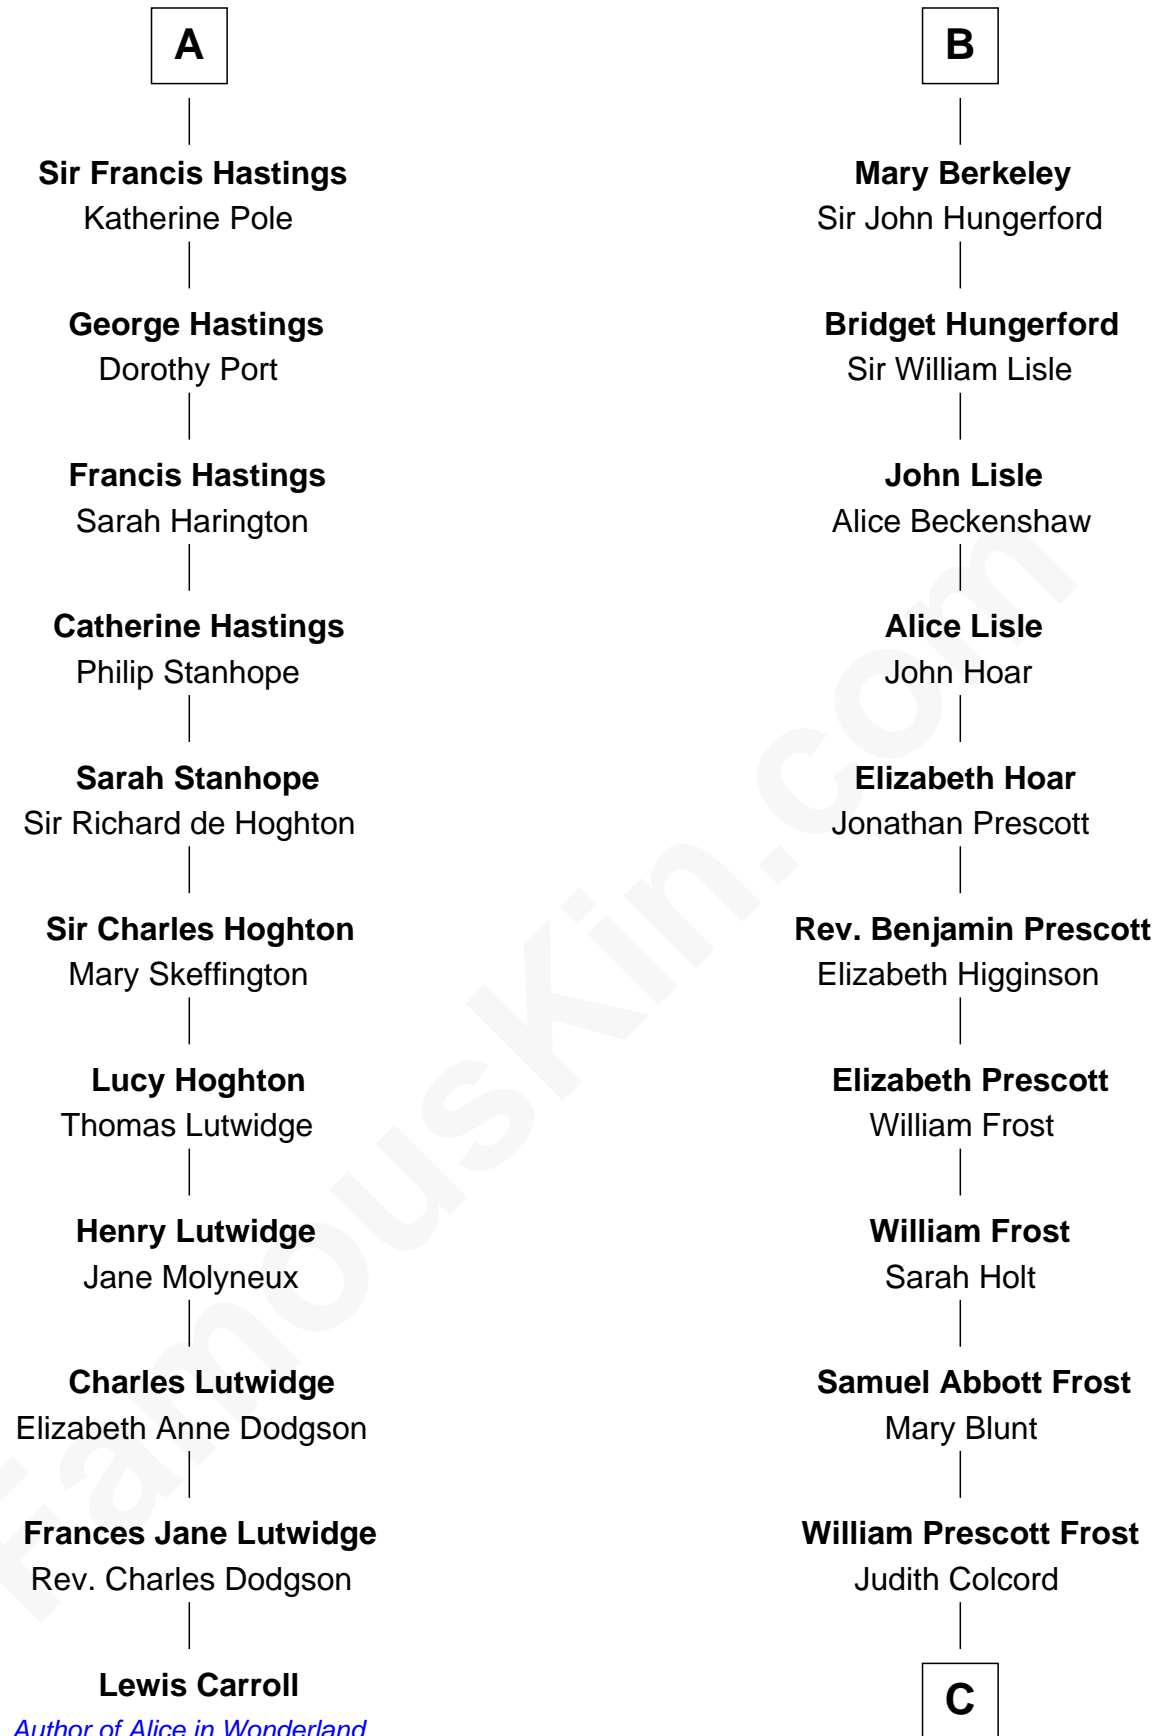 A
Sir Francis Hastings
Katherine Pole
George Hastings
Dorothy Port
Francis Hastings
Sarah Harington
Catherine Hastings
Philip Stanhope
Sarah Stanhope
Sir Richard de Hoghton
Sir Charles Hoghton
Mary Skeffington
Lucy Hoghton
Thomas Lutwidge
Henry Lutwidge
Jane Molyneux
Charles Lutwidge
Elizabeth Anne Dodgson
Frances Jane Lutwidge
Rev. Charles Dodgson
Lewis Carroll
Author of Alice in Wonderland
B
Mary Berkeley
Sir John Hungerford
Bridget Hungerford
Sir William Lisle
John Lisle
Alice Beckenshaw
Alice Lisle
John Hoar
Elizabeth Hoar
Jonathan Prescott
Rev. Benjamin Prescott
Elizabeth Higginson
Elizabeth Prescott
William Frost
William Frost
Sarah Holt
Samuel Abbott Frost
Mary Blunt
William Prescott Frost
Judith Colcord
C
FamousKin.com